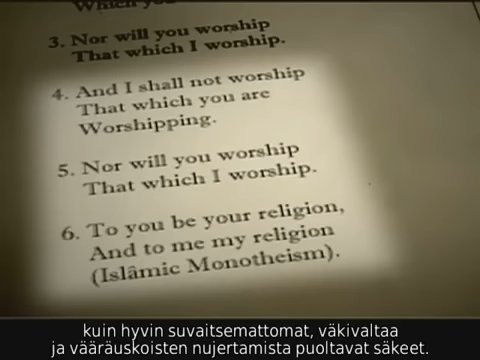 Which you
3. Nor will you worship
That which I worship.
4. And I shall not worship
That which you are
Worshipping.
5. Nor will you worship
That which I worship.
6. To you be your religion,
And to me my religion
(Islâmic Monotheism).
kuin hyvin suvaitsemattomat, väkivaltaa
ja vääräuskoisten nujertamista puoltavat säkeet.